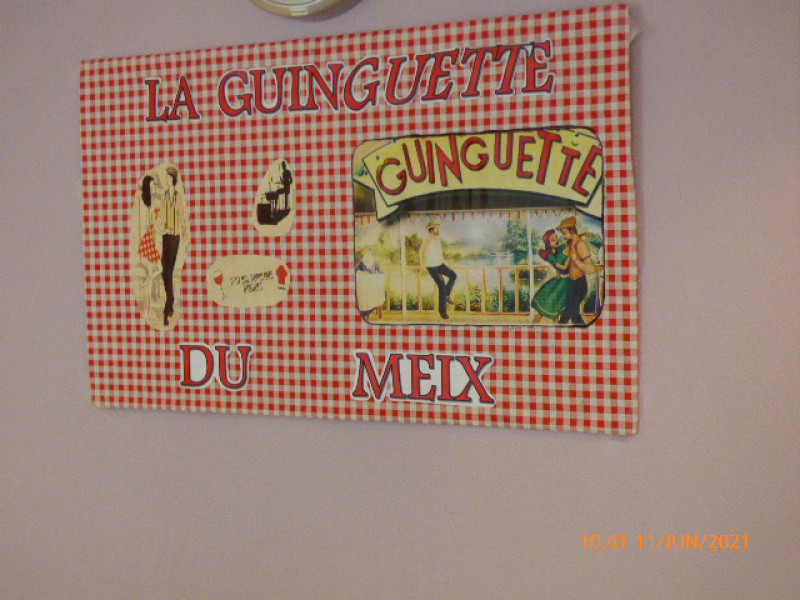 LA GUINGUETTE
GUINGUETTE
DU MEIX
10:41 11/JUN/2021